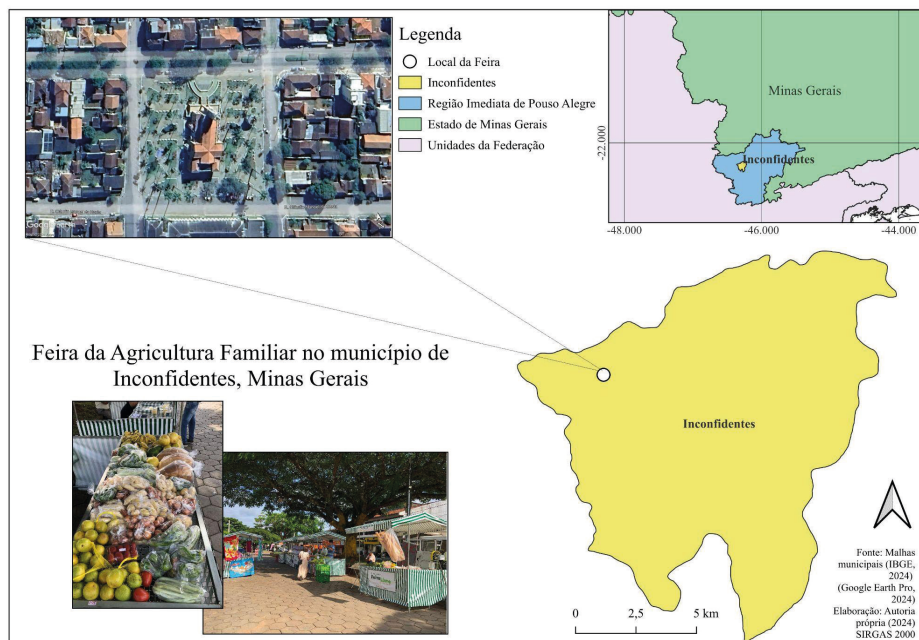 Legenda
Local da Feira
Inconfidentes
Região Imediata de Pouso Alegre
Estado de Minas Gerais
Unidades da Federação
Minas Gerais
Inconfidentes
-22.000
-48.000
-46.000
-44.000
Feira da Agricultura Familiar no município de
Inconfidentes, Minas Gerais
Inconfidentes
0
2,5
5 km
Fonte: Malhas
municipais (IBGE,
2024)
(Google Earth Pro,
2024)
Elaboração: Autoria
própria (2024)
SIRGAS 2000